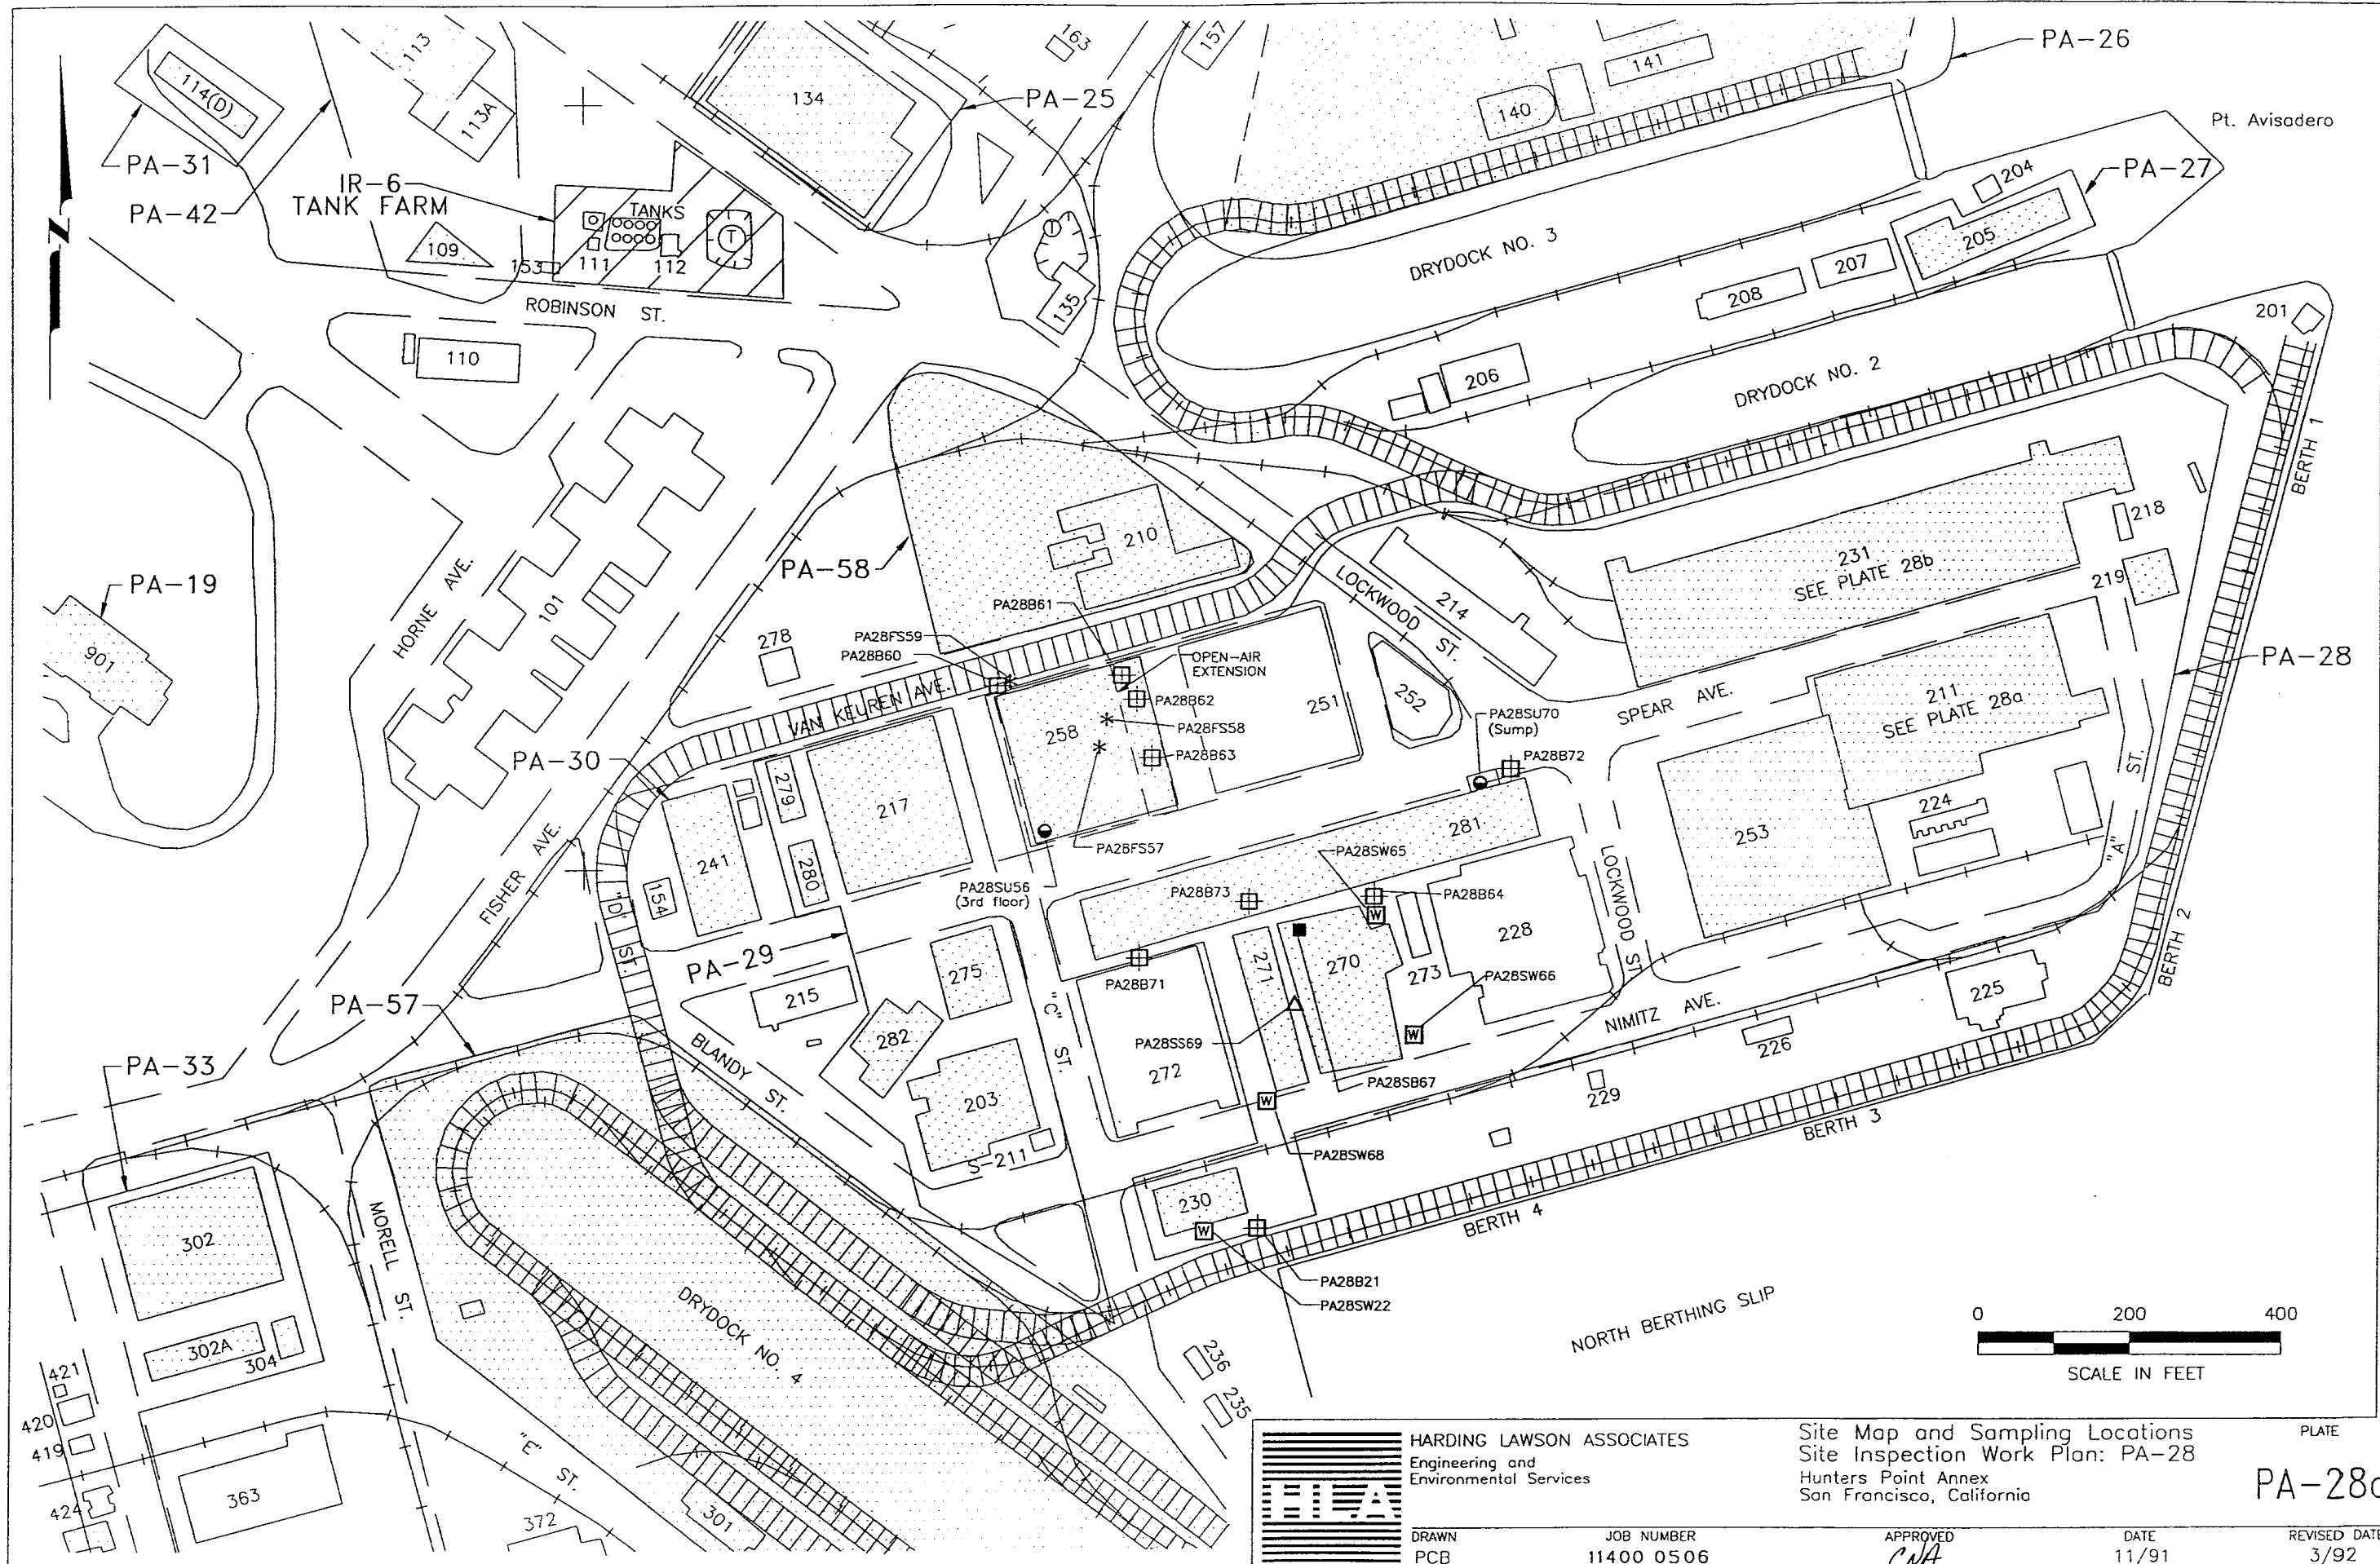 PA-26
163
157
113
141
134
PA-25
114(D)
140
Pt. Avisadero
113A
PA-31
204
PA-27
IR-6
TANK FARM
PA-42
TANKS
T
T
205
109
153
111
112
DRYDOCK NO. 3
207
208
135
ROBINSON ST.
201
N
110
206
DRYDOCK NO. 2
BERTH 1
210
218
231
SEE PLATE 28b
PA-58
LOCKWOOD ST.
214
219
PA-19
HORNE AVE.
101
PA28B61
PA28FS59
PA28B60
278
OPEN-AIR
EXTENSION
901
PA-28
VAN KEUREN AVE.
PA28B62
251
252
211
SEE PLATE 28a
SPEAR AVE.
PA28SU70
(Sump)
258
PA28FS58
PA28B63
PA28B72
PA-30
279
217
224
"A" ST.
253
281
241
280
PA28FS57
PA28SW65
LOCKWOOD ST.
FISHER AVE.
154
"D" ST.
PA28SU56
(3rd floor)
PA28B73
PA28B64
W
228
PA-29
275
271
270
273
PA28SW66
W
BERTH 2
PA28B71
225
PA-57
215
282
"C" ST.
NIMITZ AVE.
226
BLANDY ST.
PA28SS69
272
PA-33
203
PA28SB67
229
W
BERTH 3
S-211
PA28SW68
230
W
BERTH 4
302
MORELL ST.
PA28B21
PA28SW22
DRYDOCK NO. 4
NORTH BERTHING SLIP
0 200 400
SCALE IN FEET
302A
304
236
235
421
420
419
424
363
"E" ST.
372
301
HARDING LAWSON ASSOCIATES
Engineering and
Environmental Services
HLA
Site Map and Sampling Locations
Site Inspection Work Plan: PA-28
Hunters Point Annex
San Francisco, California
PLATE
DRAWN
PCB
JOB NUMBER
11400 0506
APPROVED
CNA
DATE
11/91
REVISED DATE
3/92